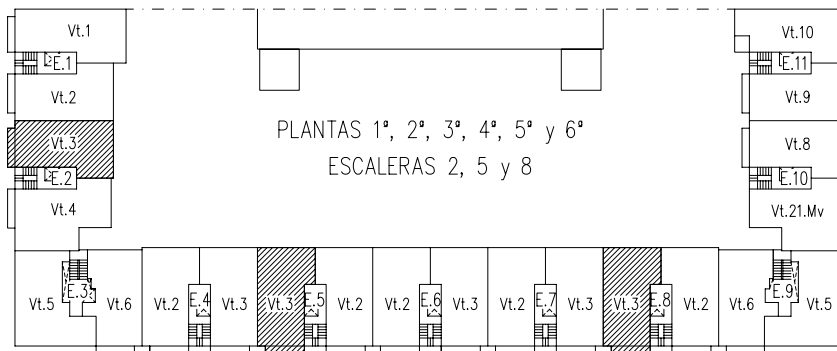 Vt.1
Vt.10
E.1
E.11
Vt.2
Vt.9
PLANTAS 1ª, 2ª, 3ª, 4ª, 5ª y 6ª
Vt.3
Vt.8
ESCALERAS 2, 5 y 8
E.2
E.10
Vt.4
Vt.21.Mv
E.3
E.9
Vt.5
Vt.6
Vt.2
E.4
Vt.3
Vt.3
E.5
Vt.2
Vt.2
E.6
Vt.3
Vt.2
E.7
Vt.3
Vt.3
E.8
Vt.2
Vt.6
Vt.5